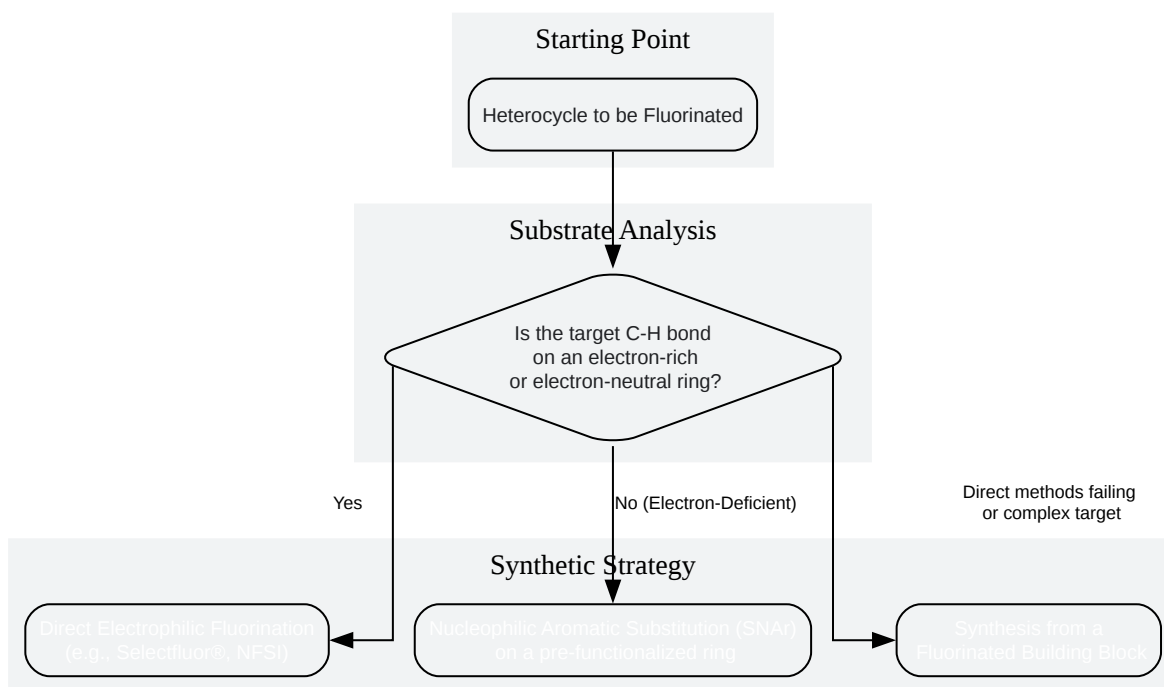 Starting Point
Heterocycle to be Fluorinated
Substrate Analysis
Is the target C-H bond
on an electron-rich
or electron-neutral ring?
Yes
No (Electron-Deficient)
Direct methods failing
or complex target
Synthetic Strategy
Direct Electrophilic Fluorination
(e.g., Selectfluor®, NFSI)
Nucleophilic Aromatic Substitution (SNAr)
on a pre-functionalized ring
Synthesis from a
Fluorinated Building Block